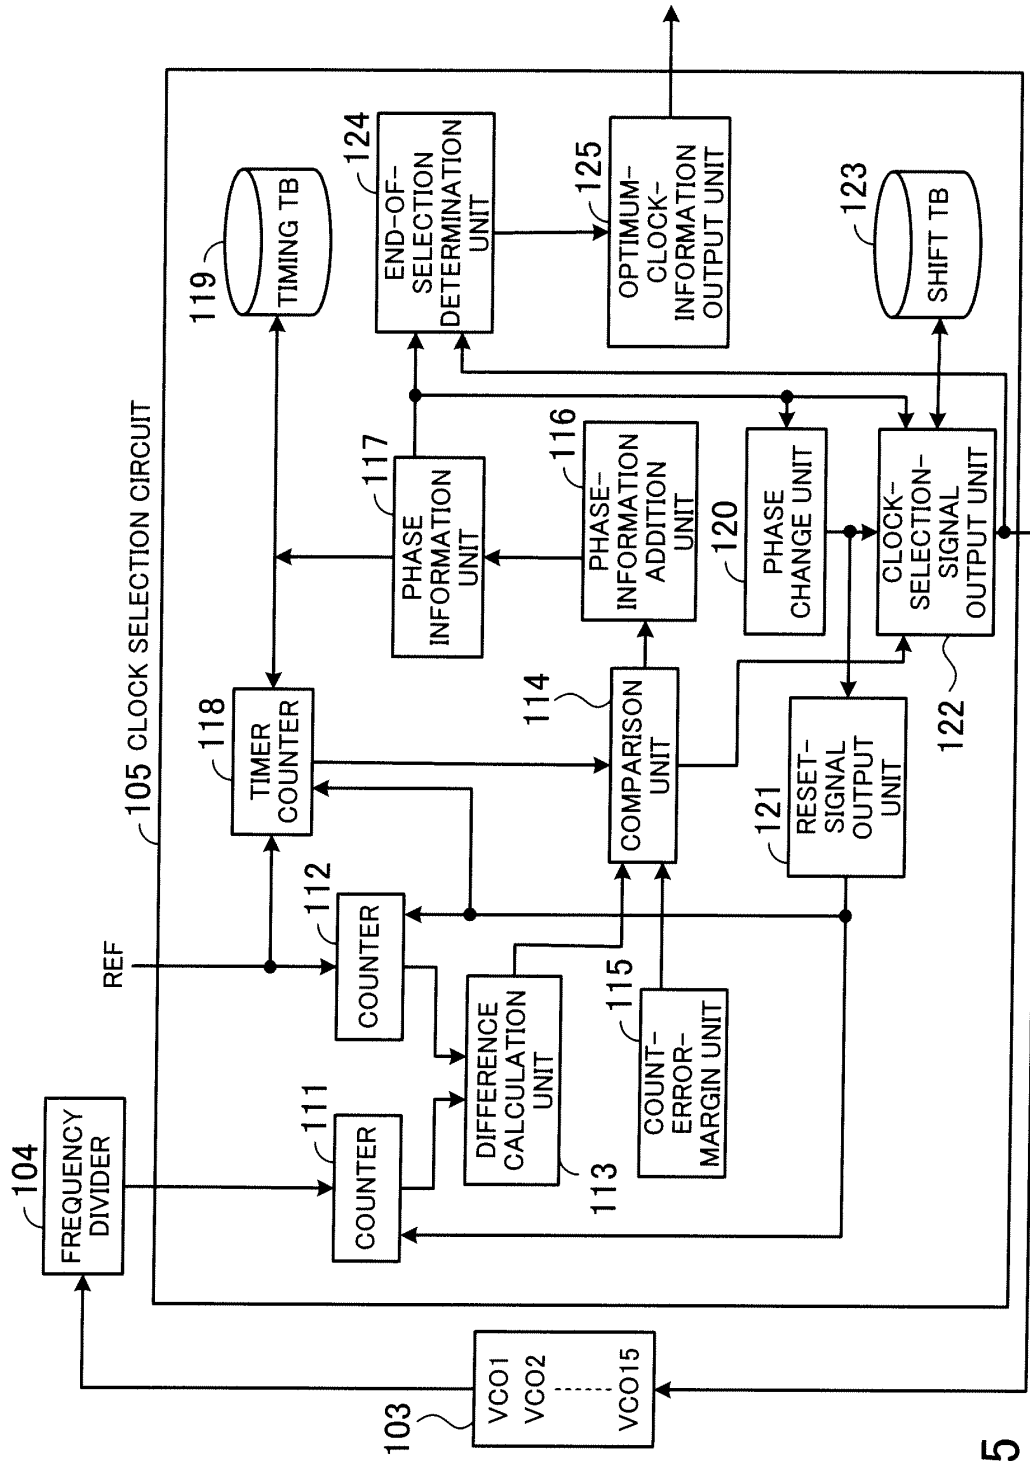 105 CLOCK SELECTION CIRCUIT
103
VCO1
VCO2
VCO15
104
FREQUENCY
DIVIDER
REF
111
COUNTER
112
COUNTER
118
TIMER
COUNTER
119
TIMING TB
113
DIFFERENCE
CALCULATION
UNIT
117
PHASE
INFORMATION
UNIT
124
END-OF-
SELECTION
DETERMINATION
UNIT
115
COUNT-
ERROR-
MARGIN UNIT
114
COMPARISON
UNIT
116
PHASE-
INFORMATION
ADDITION
UNIT
125
OPTIMUM-
CLOCK-
INFORMATION
OUTPUT UNIT
120
PHASE
CHANGE UNIT
121
RESET-
SIGNAL
OUTPUT
UNIT
122
CLOCK-
SELECTION-
SIGNAL
OUTPUT UNIT
123
SHIFT TB
5